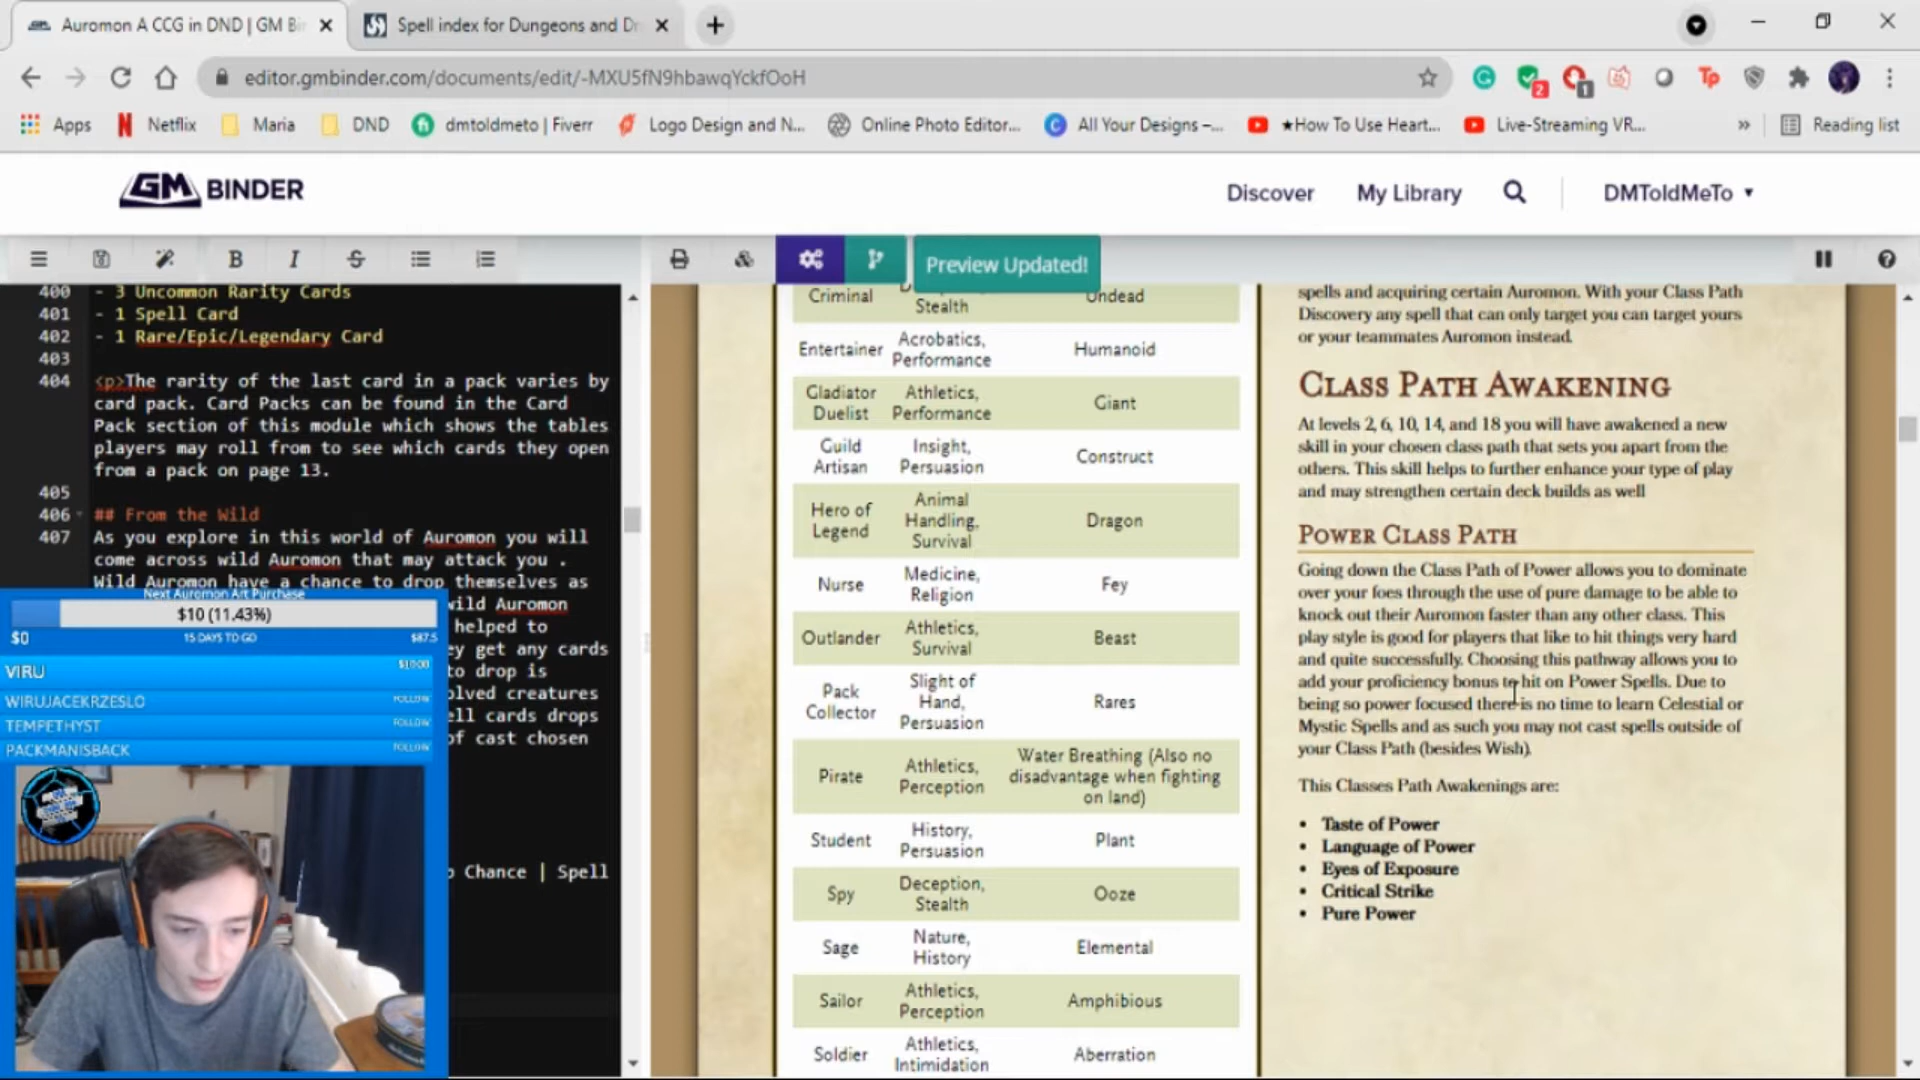 Auromon A CCG in DND | GM Bi
Spell index for Dungeons and Dr
editor.gmbinder.com/documents/edit/-MXU5fN9hbawqYckfOoH
2
1
Tp
Apps
Netflix
Maria
DND
dmtoldmeto | Fiverr
Logo Design and N...
Online Photo Editor...
All Your Designs –...
★How To Use Heart...
Live-Streaming VR...
»
Reading list
GM BINDER
Discover
My Library
DMToldMeTo
B
I
S
Preview Updated!
400 - 3 Uncommon Rarity Cards
401 - 1 Spell Card
402 - 1 Rare/Epic/Legendary Card
403
404 <p>The rarity of the last card in a pack varies by
card pack. Card Packs can be found in the Card
Pack section of this module which shows the tables
players may roll from to see which cards they open
from a pack on page 13.
405
406 ## From the Wild
407 As you explore in this world of Auromon you will
come across wild Auromon that may attack you .
Wild Auromon have a chance to drop themselves as
wild Auromon
helped to
ey get any cards
to drop is
olved creatures
ell cards drops
of cast chosen
Chance | Spell
Next Auromon Art Purchase
$10 (11.43%)
$0
15 DAYS TO GO
$87.5
VIRU
$10.00
WIRUJACEKRZESLO
FOLLOW
TEMPETHYST
FOLLOW
PACKMANISBACK
FOLLOW
Criminal
Stealth
Undead
Entertainer
Acrobatics,
Performance
Humanoid
Gladiator
Duelist
Athletics,
Performance
Giant
Guild
Artisan
Insight,
Persuasion
Construct
Hero of
Legend
Animal
Handling,
Survival
Dragon
Nurse
Medicine,
Religion
Fey
Outlander
Athletics,
Survival
Beast
Pack
Collector
Slight of
Hand,
Persuasion
Rares
Pirate
Athletics,
Perception
Water Breathing (Also no
disadvantage when fighting
on land)
Student
History,
Persuasion
Plant
Spy
Deception,
Stealth
Ooze
Sage
Nature,
History
Elemental
Sailor
Athletics,
Perception
Amphibious
Soldier
Athletics,
Intimidation
Aberration
spells and acquiring certain Auromon. With your Class Path
Discovery any spell that can only target you can target yours
or your teammates Auromon instead.
Class Path Awakening
At levels 2, 6, 10, 14, and 18 you will have awakened a new
skill in your chosen class path that sets you apart from the
others. This skill helps to further enhance your type of play
and may strengthen certain deck builds as well
Power Class Path
Going down the Class Path of Power allows you to dominate
over your foes through the use of pure damage to be able to
knock out their Auromon faster than any other class. This
play style is good for players that like to hit things very hard
and quite successfully. Choosing this pathway allows you to
add your proficiency bonus to hit on Power Spells. Due to
being so power focused there is no time to learn Celestial or
Mystic Spells and as such you may not cast spells outside of
your Class Path (besides Wish).
This Classes Path Awakenings are:
• Taste of Power
• Language of Power
• Eyes of Exposure
• Critical Strike
• Pure Power